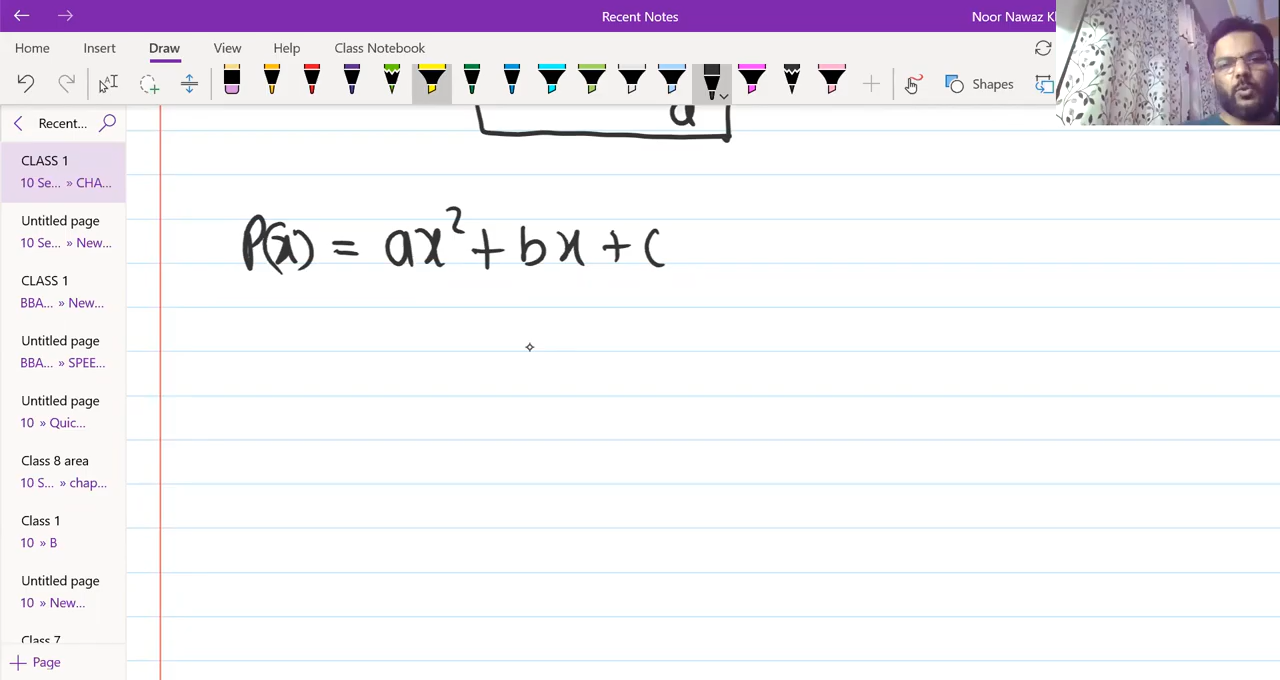 Recent Notes
Noor Nawaz K
Home Insert Draw View Help Class Notebook
Shapes
Recent...
CLASS 1
10 Se... » CHA...
Untitled page
10 Se... » New...
CLASS 1
BBA... » New...
Untitled page
BBA... » SPEE...
Untitled page
10 » Quic...
Class 8 area
10 S... » chap...
Class 1
10 » B
Untitled page
10 » New...
Class 7
Page
a
P(x) = ax² + bx + c